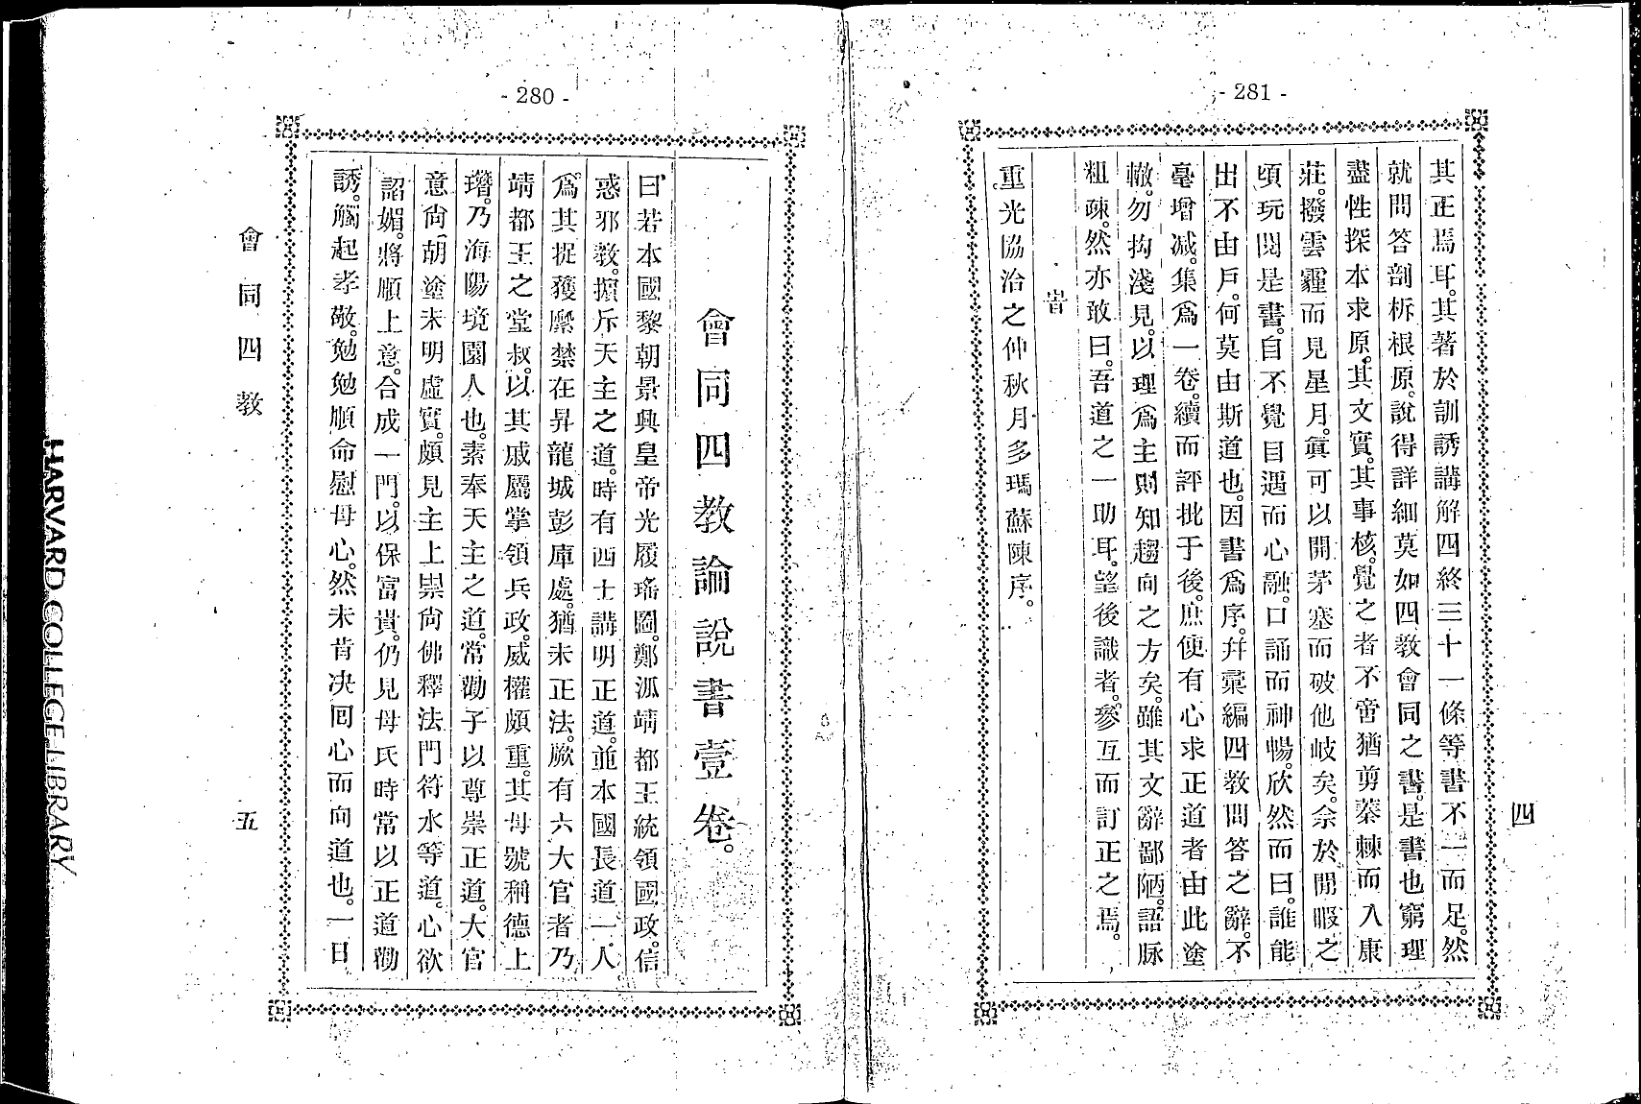 - 281 -
其正焉耳。其著於訓誘講解四終三十一條等書不一而足。然
就問答剖析根原。說得詳細莫如四教會同之書。是書也窮理
盡性探本求原。其文實。其事核。覺之者不啻猶剪蓁棘而入康
莊。撥雲霾而見星月。眞可以開茅塞而破他岐矣。余於閒暇之
頃玩閱是書。自不覺目遇而心融。口誦而神暢。欣然而曰。誰能
出不由戶。何莫由斯道也。因書爲序。幷彙編四教問答之辭。不
毫增减。集爲一卷。續而評批于後。庶便有心求正道者由此塗
轍。勿拘淺見。以理爲主則知趨向之方矣。雖其文辭鄙陋。語脉
粗疎。然亦敢曰。吾道之一助耳。望後識者。參互而訂正之焉。
旹
重光協洽之仲秋月多瑪蘇陳序。
四
- 280 -
會同四教論說書壹卷。
曰若本國黎朝景興皇帝光履瑤圖。鄭泒靖都王統領國政。信
惑邪教。擯斥天主之道。時有西士講明正道。並本國長道一人
爲其捉獲縻禁在昇龍城彭庫處。猶未正法。厥有六大官者乃
靖都王之堂叔。以其戚屬掌領兵政。威權頗重。其母號稱德上
瓚。乃海陽境園人也。素奉天主之道。常勸子以尊崇正道。大官
意尙胡塗未明虛實。頗見主上崇尙佛釋法門符水等道。心欲
諂媚。將順上意。合成一門。以保富貴。仍見母氏時常以正道勸
誘。觸起孝敬。勉勉順命慰母心。然未肯决囘心而向道也。一日
會同四教
五
HARVARD COLLEGE LIBRARY